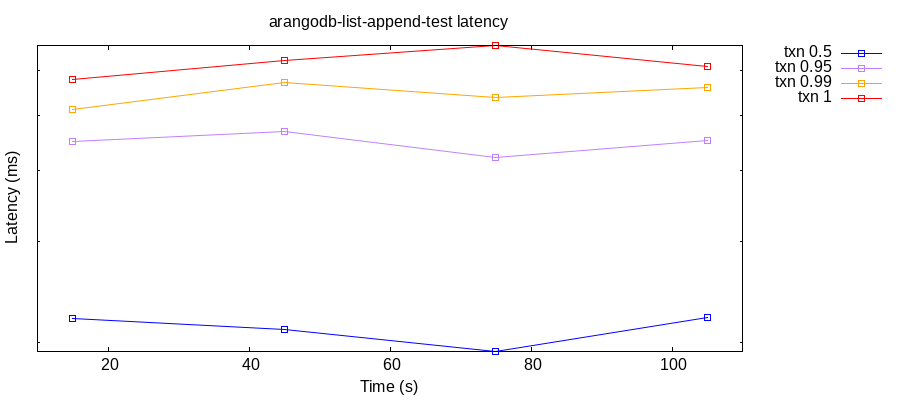 arangodb-list-append-test latency
txn 0.5
txn 0.95
txn 0.99
txn 1
Latency (ms)
20 40 60 80 100
Time (s)